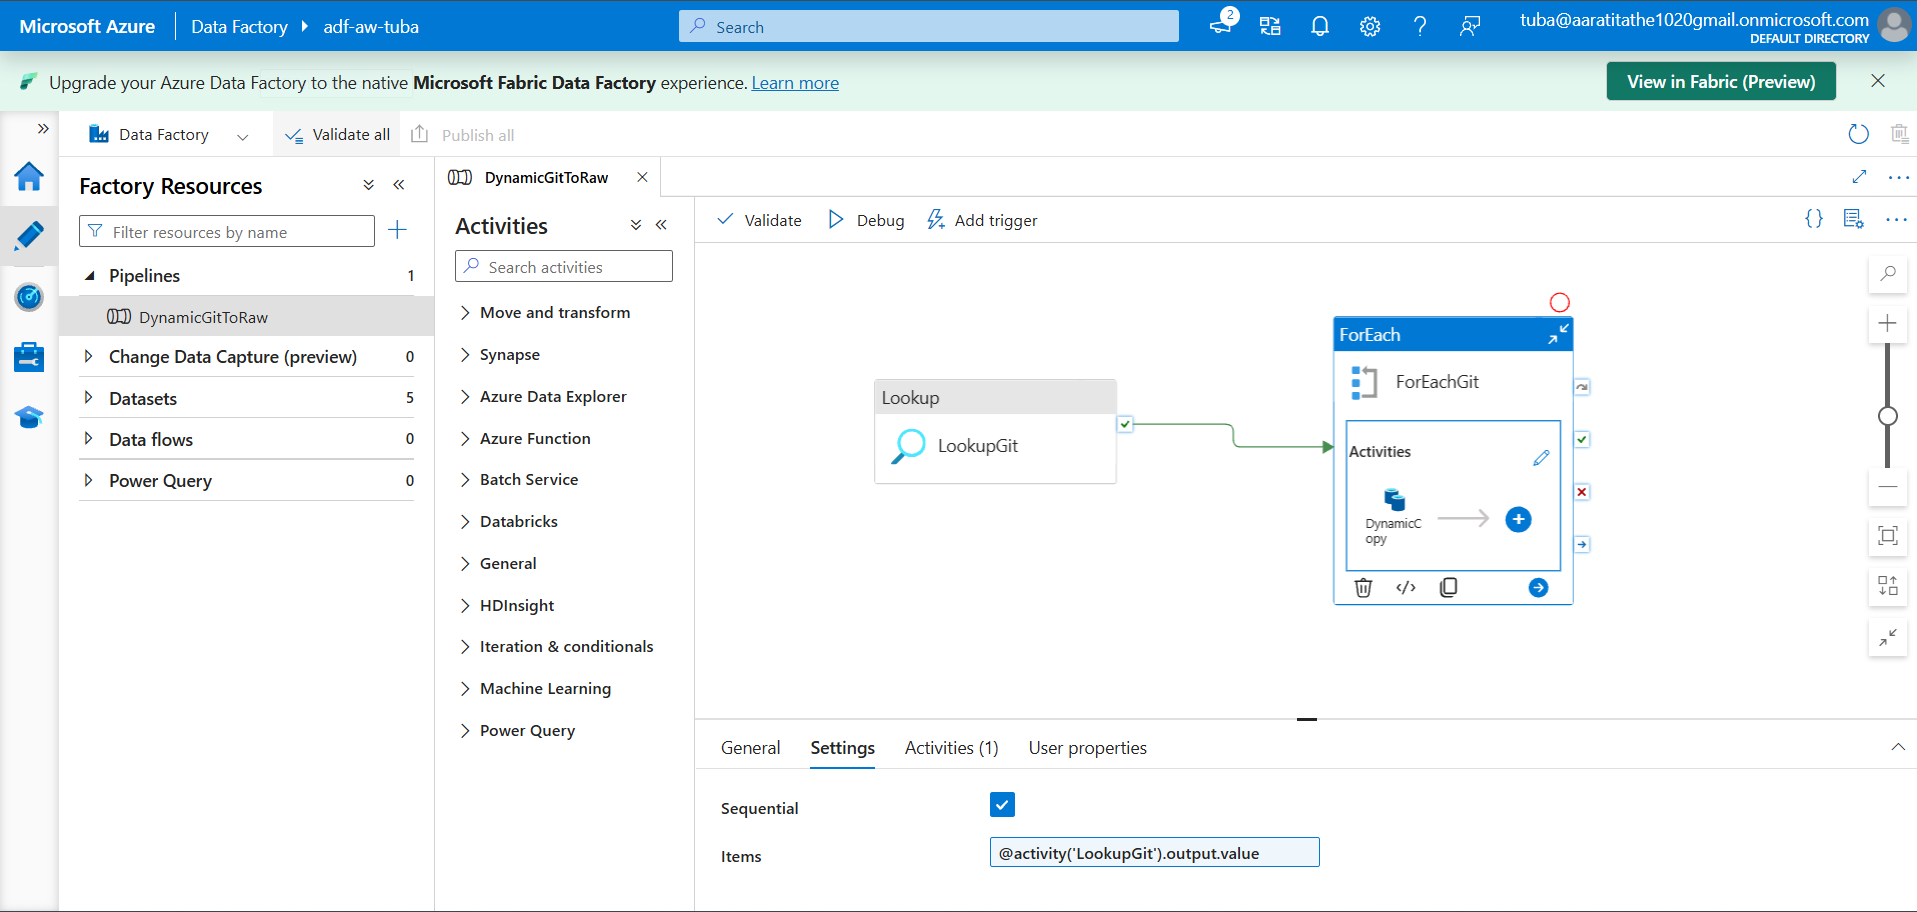 Microsoft Azure
Data Factory
adf-aw-tuba
Search
2
tuba@aaratitathe1020gmail.onmicrosoft.com
DEFAULT DIRECTORY
Upgrade your Azure Data Factory to the native Microsoft Fabric Data Factory experience. Learn more
View in Fabric (Preview)
Data Factory
Validate all
Publish all
Factory Resources
Filter resources by name
Pipelines 1
DynamicGitToRaw
Change Data Capture (preview) 0
Datasets 5
Data flows 0
Power Query 0
DynamicGitToRaw
Activities
Search activities
Move and transform
Synapse
Azure Data Explorer
Azure Function
Batch Service
Databricks
General
HDInsight
Iteration & conditionals
Machine Learning
Power Query
Validate
Debug
Add trigger
Lookup
LookupGit
ForEach
ForEachGit
Activities
DynamicC
opy
General
Settings
Activities (1)
User properties
Sequential
Items
@activity('LookupGit').output.value